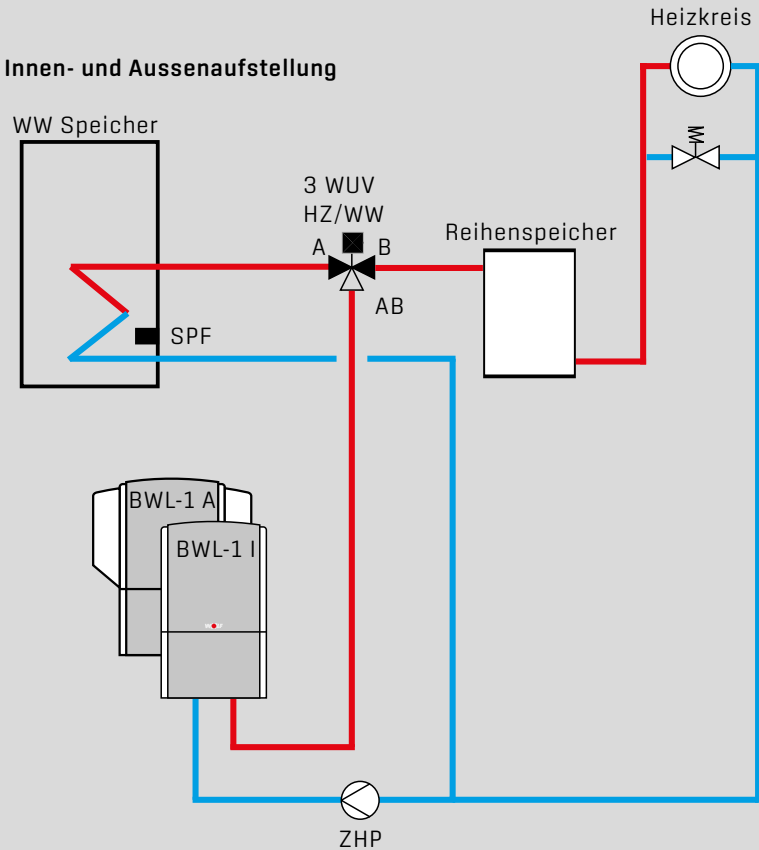 Heizkreis
Innen- und Aussenaufstellung
WW Speicher
3 WUV
HZ/WW
A
B
Reihenspeicher
AB
SPF
BWL-1 A
BWL-1 I
ZHP